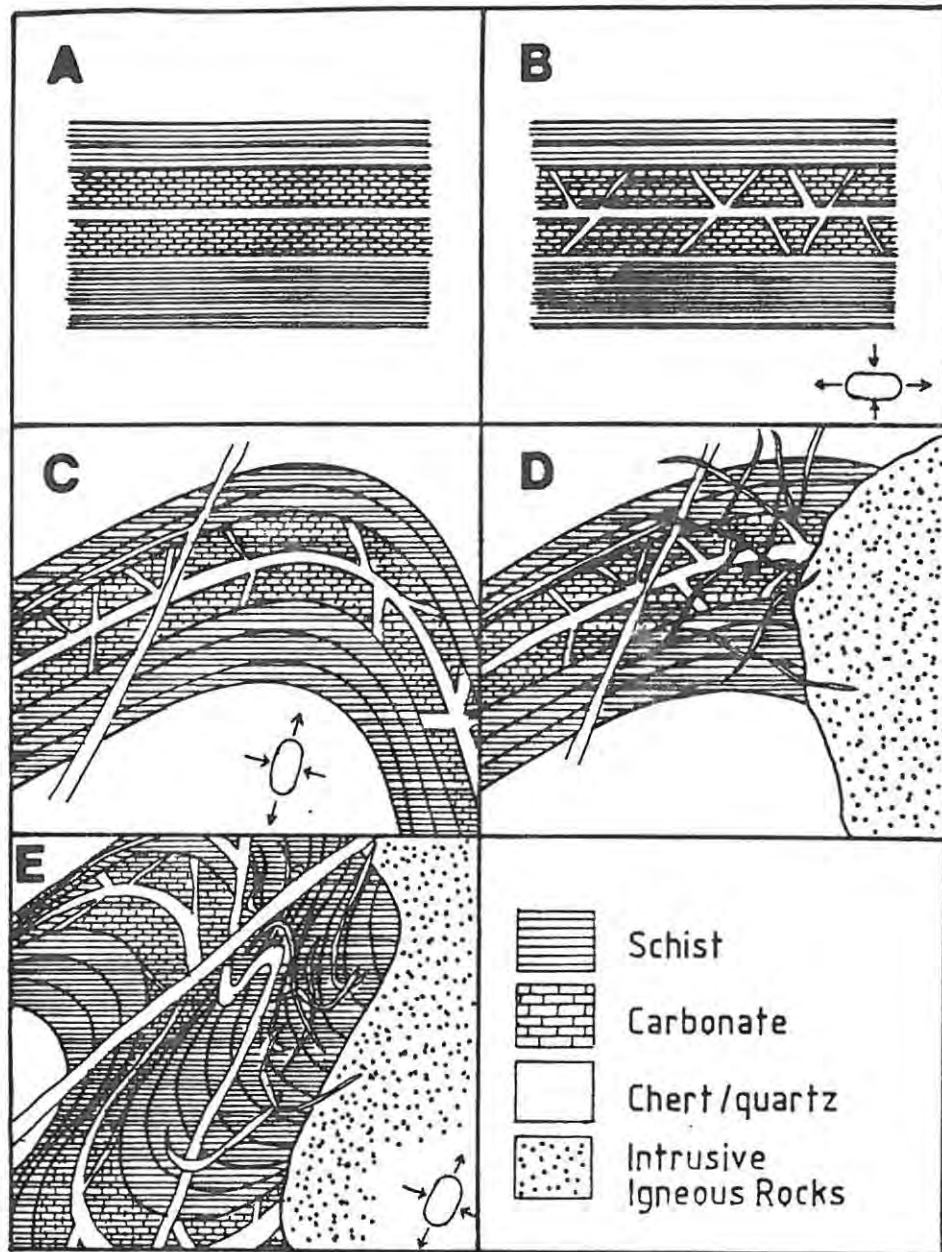 A
B
C
D
E
Schist
Carbonate
Chert/quartz
Intrusive
Igneous Rocks